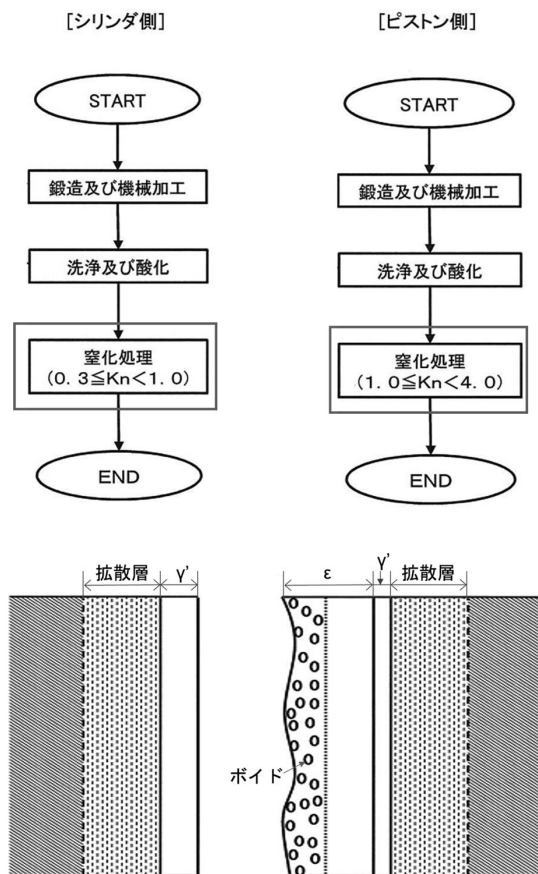 [シリンダ側]
START
鍛造及び機械加工
洗浄及び酸化
窒化処理
(0.3≦Kn<1.0)
END
[ピストン側]
START
鍛造及び機械加工
洗浄及び酸化
窒化処理
(1.0≦Kn<4.0)
END
拡散層
γ'
ε
γ'
拡散層
ボイド